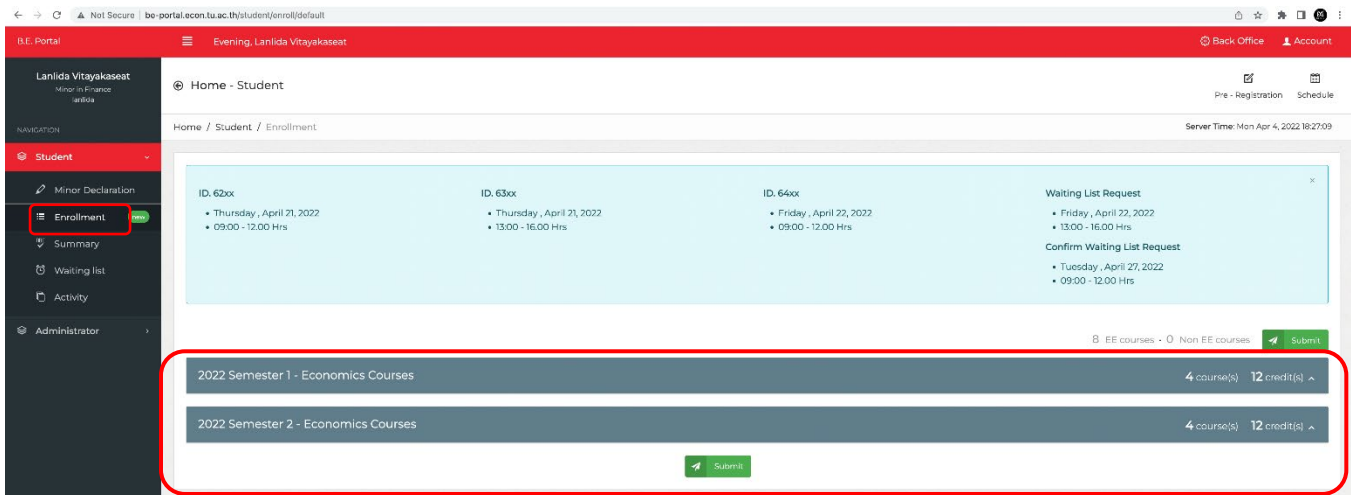 Not Secure | be-portal.econ.tu.ac.th/student/enroll/default
B.E. Portal
Evening, Lanlida Vitayakaseat
Back Office
Account
Lanlida Vitayakaseat
Minor in Finance
lanlida
Home - Student
Pre - Registration
Schedule
NAVIGATION
Home / Student / Enrollment
Server Time: Mon Apr 4, 2022 18:27:09
Student
Minor Declaration
Enrollment
new
Summary
Waiting list
Activity
Administrator
ID. 62xx
• Thursday , April 21, 2022
• 09:00 - 12.00 Hrs
ID. 63xx
• Thursday , April 21, 2022
• 13:00 - 16.00 Hrs
ID. 64xx
• Friday , April 22, 2022
• 09:00 - 12.00 Hrs
Waiting List Request
• Friday , April 22, 2022
• 13:00 - 16.00 Hrs
Confirm Waiting List Request
• Tuesday , April 27, 2022
• 09:00 - 12.00 Hrs
8 EE courses - 0 Non EE courses
Submit
2022 Semester 1 - Economics Courses
4 course(s) 12 credit(s)
2022 Semester 2 - Economics Courses
4 course(s) 12 credit(s)
Submit